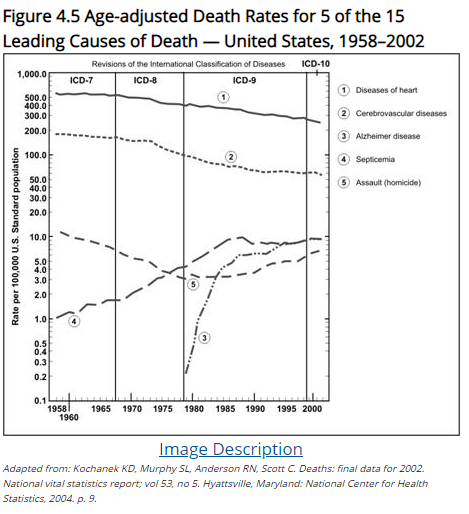 Figure 4.5 Age-adjusted Death Rates for 5 of the 15
Leading Causes of Death — United States, 1958–2002
Revisions of the International Classification of Diseases
ICD-10
ICD-7
ICD-8
ICD-9
Rate per 100,000 U.S. Standard population
1,000.0
500.0
400.0
300.0
200.0
100.0
50.0
40.0
30.0
20.0
10.0
5.0
4.0
3.0
2.0
1.0
0.5
0.4
0.3
0.2
0.1
1
2
3
4
5
1958
1960
1965
1970
1975
1980
1985
1990
1995
2000
1 Diseases of heart
2 Cerebrovascular diseases
3 Alzheimer disease
4 Septicemia
5 Assault (homicide)
Image Description
Adapted from: Kochanek KD, Murphy SL, Anderson RN, Scott C. Deaths: final data for 2002.
National vital statistics report; vol 53, no 5. Hyattsville, Maryland: National Center for Health
Statistics, 2004. p. 9.